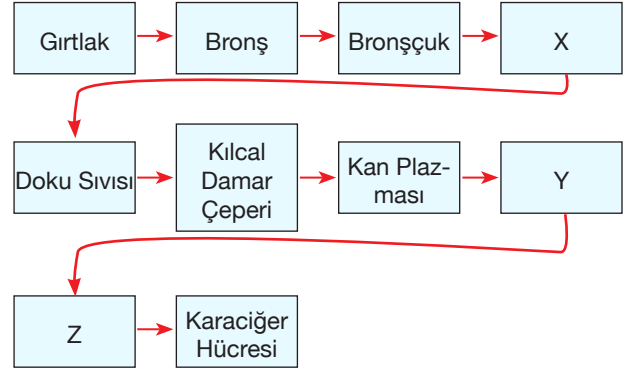 Gırtlak
Bronş
Bronşçuk
X
Doku Sıvısı
Kılcal
Damar
Çeperi
Kan Plaz-
ması
Y
Z
Karaciğer
Hücresi